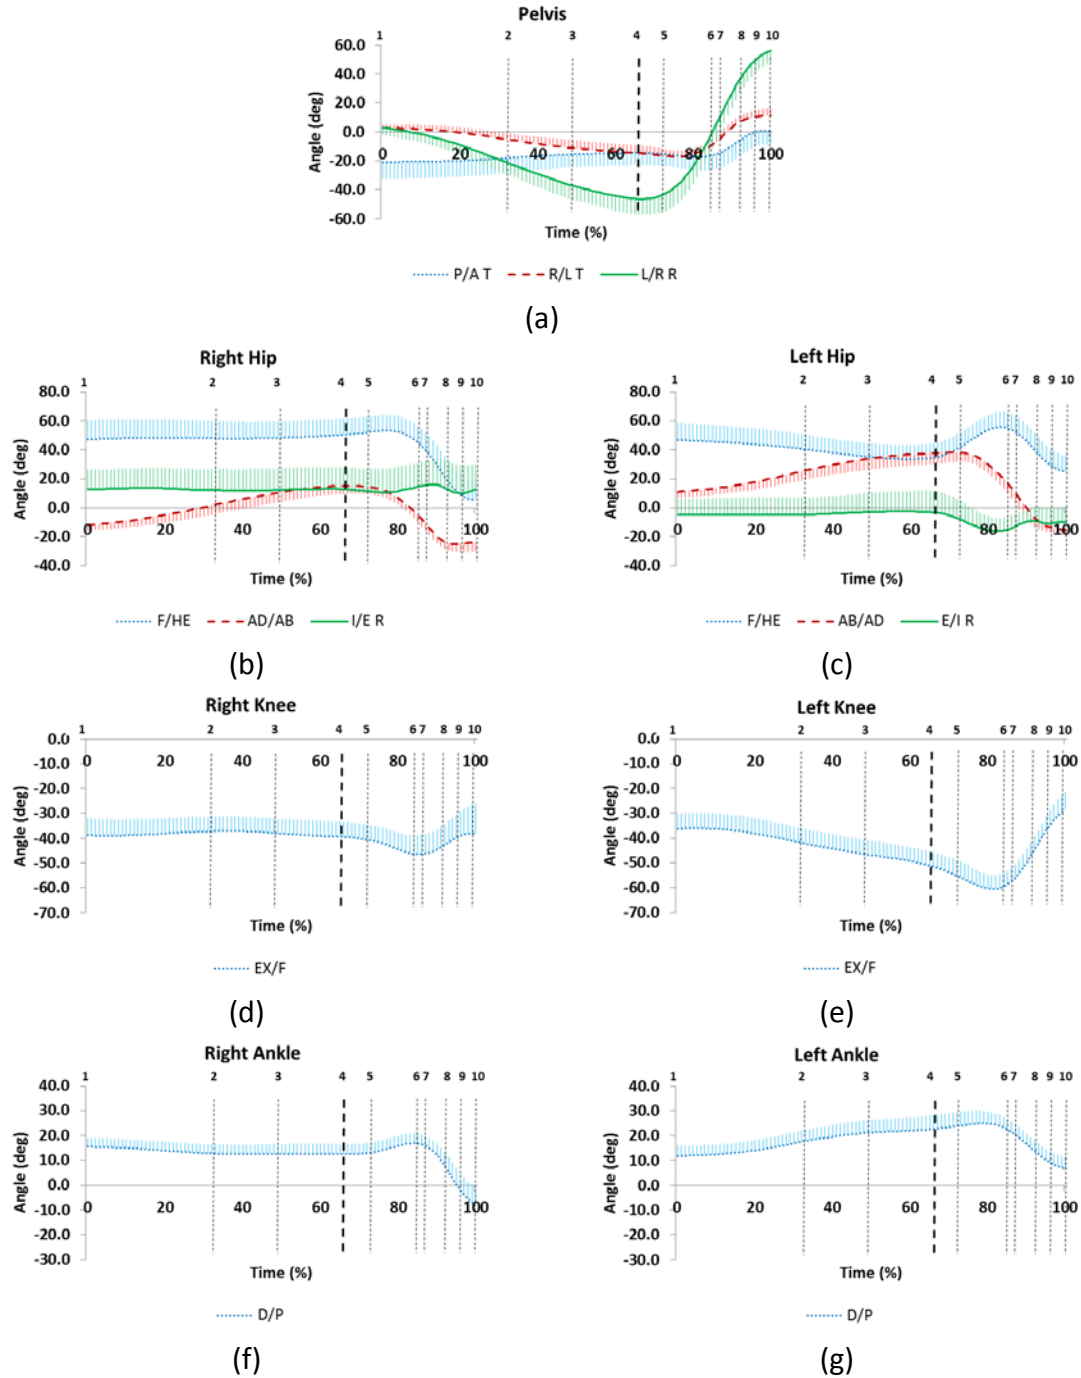 Pelvis
1 2 3 4 5 6 7 8 9 10
60.0
40.0
20.0
0.0
-20.0
-40.0
-60.0
Angle (deg)
0 20 40 60 80 100
Time (%)
P/A T R/L T L/R R
(a)
Right Hip
1 2 3 4 5 6 7 8 9 10
80.0
60.0
40.0
20.0
0.0
-20.0
-40.0
Angle (deg)
0 20 40 60 80 100
Time (%)
F/HE AD/AB I/E R
(b)
Left Hip
1 2 3 4 5 6 7 8 9 10
80.0
60.0
40.0
20.0
0.0
-20.0
-40.0
Angle (deg)
0 20 40 60 80 100
Time (%)
F/HE AB/AD E/I R
(c)
Right Knee
1 2 3 4 5 6 7 8 9 10
0.0
-10.0
-20.0
-30.0
-40.0
-50.0
-60.0
-70.0
Angle (deg)
0 20 40 60 80 100
Time (%)
EX/F
(d)
Left Knee
1 2 3 4 5 6 7 8 9 10
0.0
-10.0
-20.0
-30.0
-40.0
-50.0
-60.0
-70.0
Angle (deg)
0 20 40 60 80 100
Time (%)
EX/F
(e)
Right Ankle
1 2 3 4 5 6 7 8 9 10
40.0
30.0
20.0
10.0
0.0
-10.0
-20.0
-30.0
Angle (deg)
0 20 40 60 80 100
Time (%)
D/P
(f)
Left Ankle
1 2 3 4 5 6 7 8 9 10
40.0
30.0
20.0
10.0
0.0
-10.0
-20.0
-30.0
Angle (deg)
0 20 40 60 80 100
Time (%)
D/P
(g)